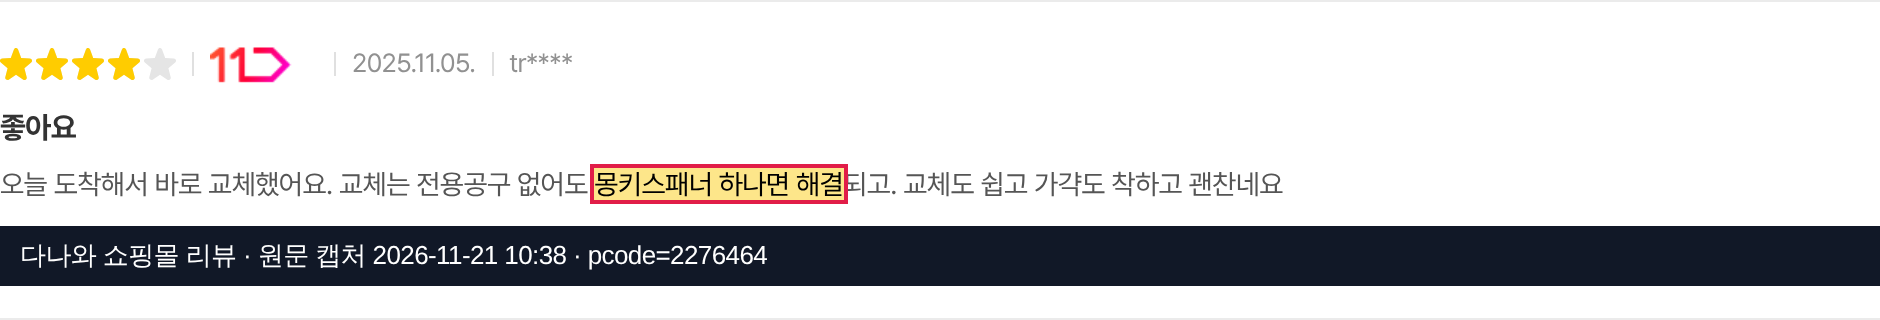 11 | 2025.11.05. | tr****
좋아요
오늘 도착해서 바로 교체했어요. 교체는 전용공구 없어도 몽키스패너 하나면 해결되고. 교체도 쉽고 가갹도 착하고 괜찬네요
다나와 쇼핑몰 리뷰 · 원문 캡처 2026-11-21 10:38 · pcode=2276464